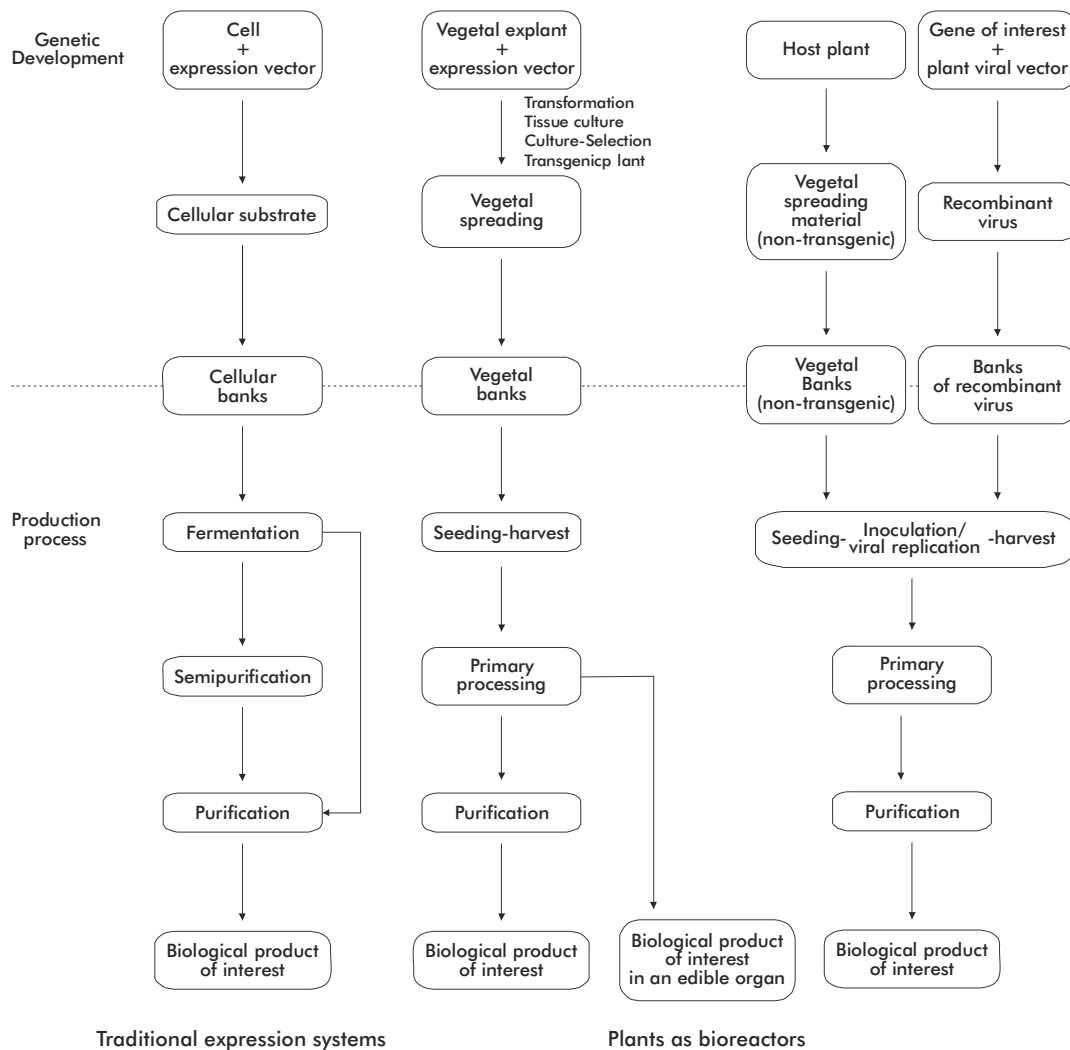 Genetic
Development
Cell
+
expression vector
Vegetal explant
+
expression vector
Host plant
Gene of interest
+
plant viral vector
Transformation
Tissue culture
Culture-Selection
Transgenicp lant
Cellular substrate
Vegetal
spreading
Vegetal
spreading
material
(non-transgenic)
Recombinant
virus
Cellular
banks
Vegetal
banks
Vegetal
Banks
(non-transgenic)
Banks
of recombinant
virus
Production
process
Fermentation
Seeding-harvest
Seeding- Inoculation/
viral replication -harvest
Semipurification
Primary
processing
Primary
processing
Purification
Purification
Purification
Biological product
of interest
Biological product
of interest
Biological product
of interest
in an edible organ
Biological product
of interest
Traditional expression systems
Plants as bioreactors